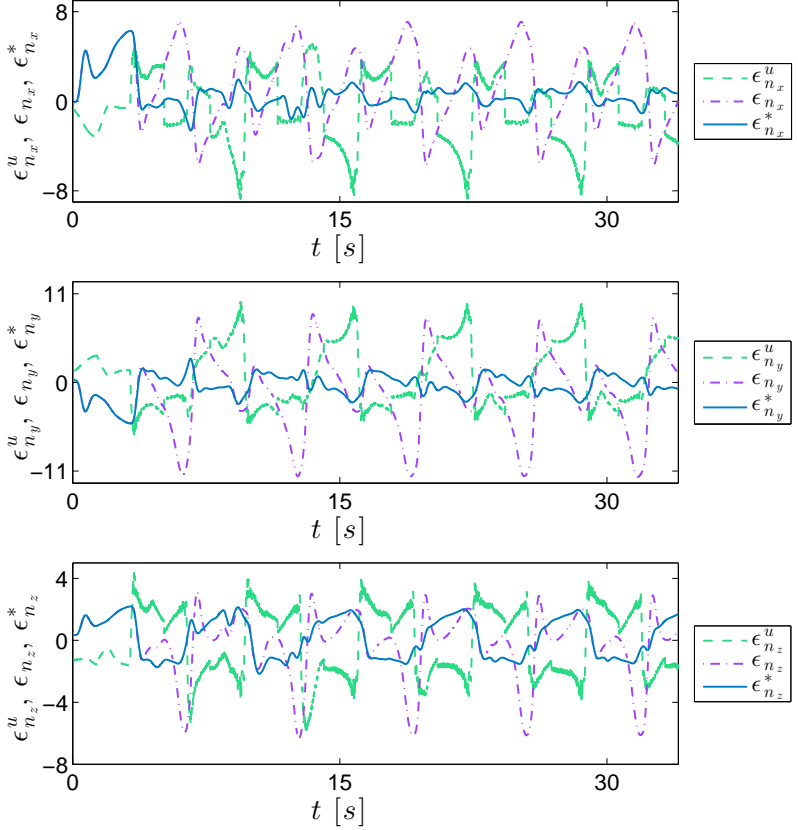 8
0
-8
0 15 30
t [s]
ϵ^u_{n_x}, ϵ_{n_x}, ϵ^*_{n_x}
ϵ^u_{n_x}
ϵ_{n_x}
ϵ^*_{n_x}
11
0
-11
0 15 30
t [s]
ϵ^u_{n_y}, ϵ_{n_y}, ϵ^*_{n_y}
ϵ^u_{n_y}
ϵ_{n_y}
ϵ^*_{n_y}
4
0
-4
-8
0 15 30
t [s]
ϵ^u_{n_z}, ϵ_{n_z}, ϵ^*_{n_z}
ϵ^u_{n_z}
ϵ_{n_z}
ϵ^*_{n_z}